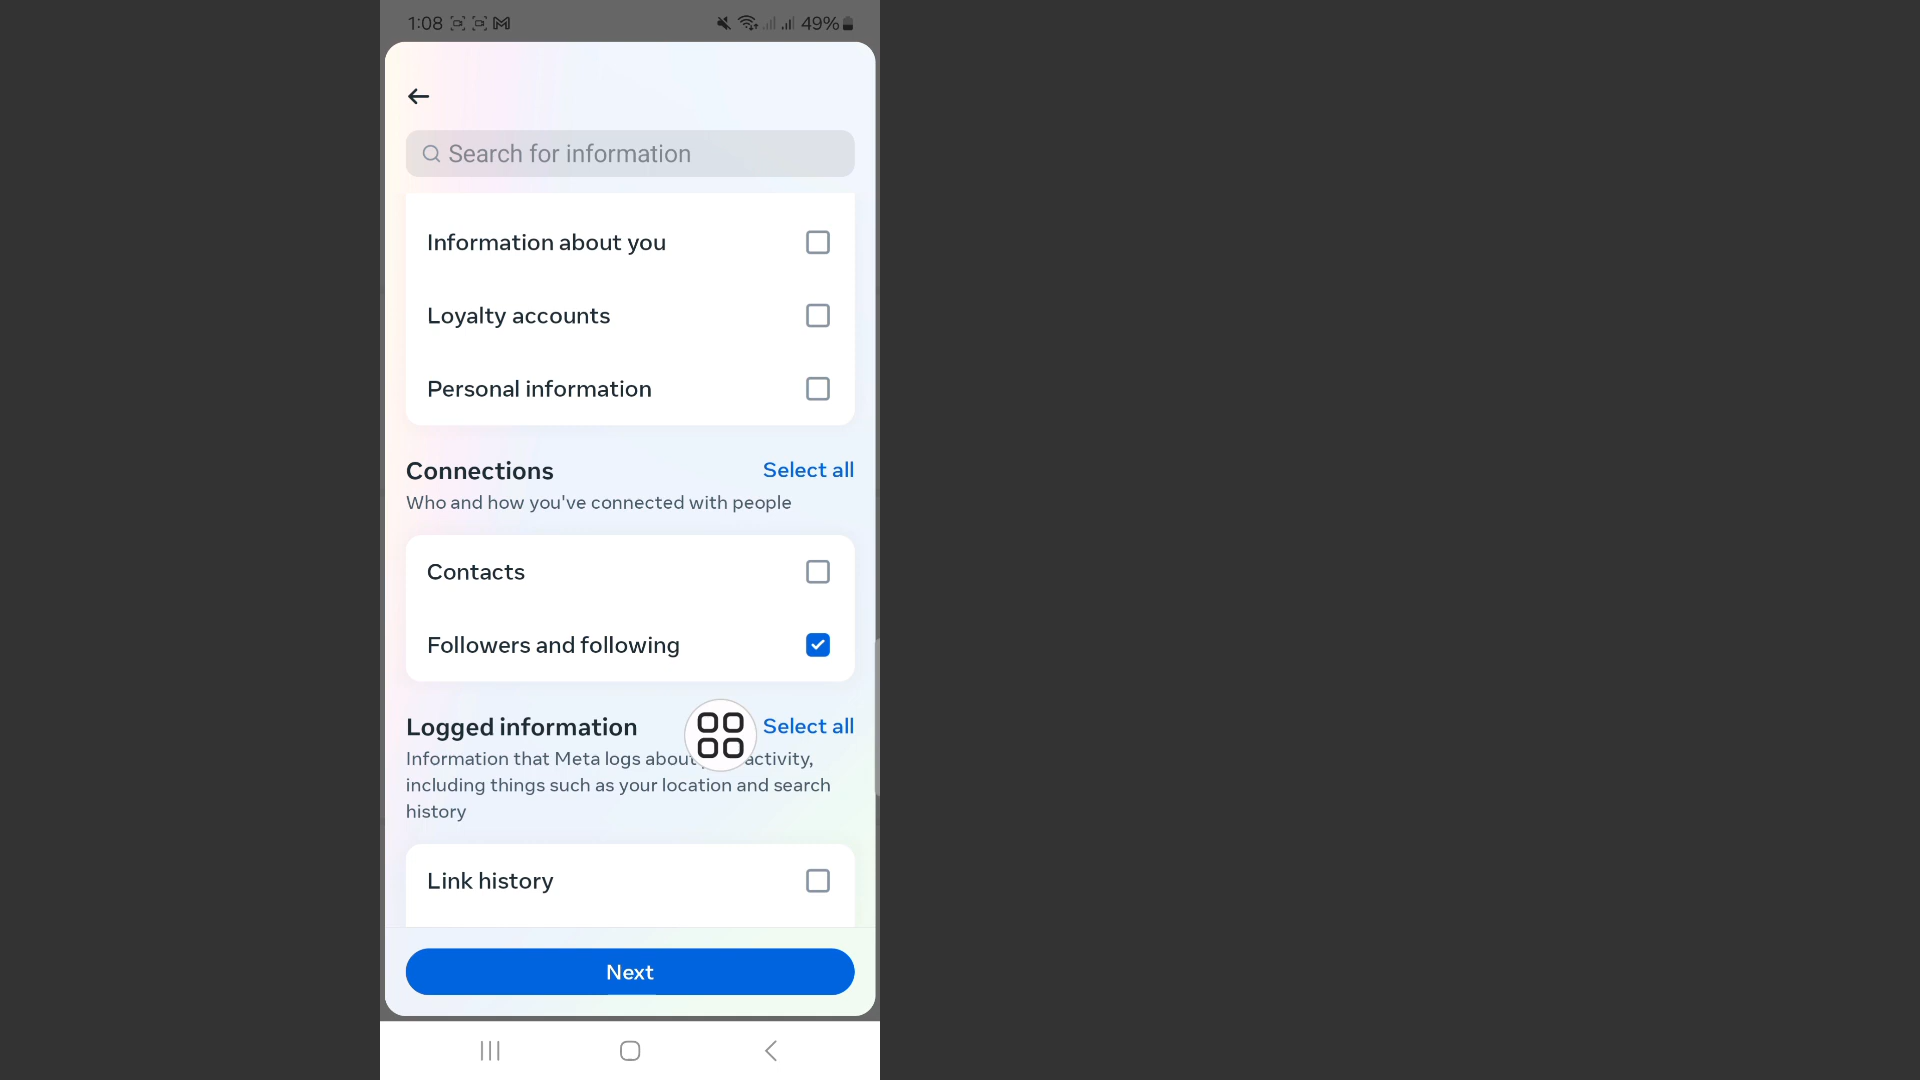 1:08
49%
Search for information
Information about you
Loyalty accounts
Personal information
Connections
Select all
Who and how you've connected with people
Contacts
Followers and following
Logged information
Select all
Information that Meta logs about activity,
including things such as your location and search
history
Link history
Next